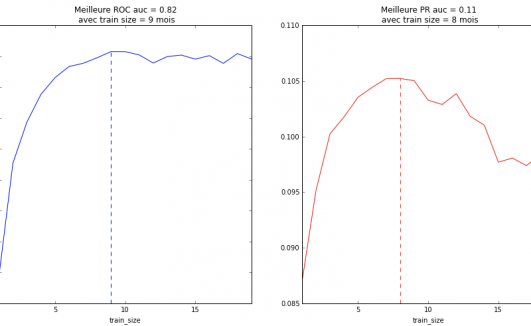 Meilleure ROC auc = 0.82
avec train size = 9 mois
5
10
15
train_size
Meilleure PR auc = 0.11
avec train size = 8 mois
0.110
0.105
0.100
0.095
0.090
0.085
5
10
15
train_size